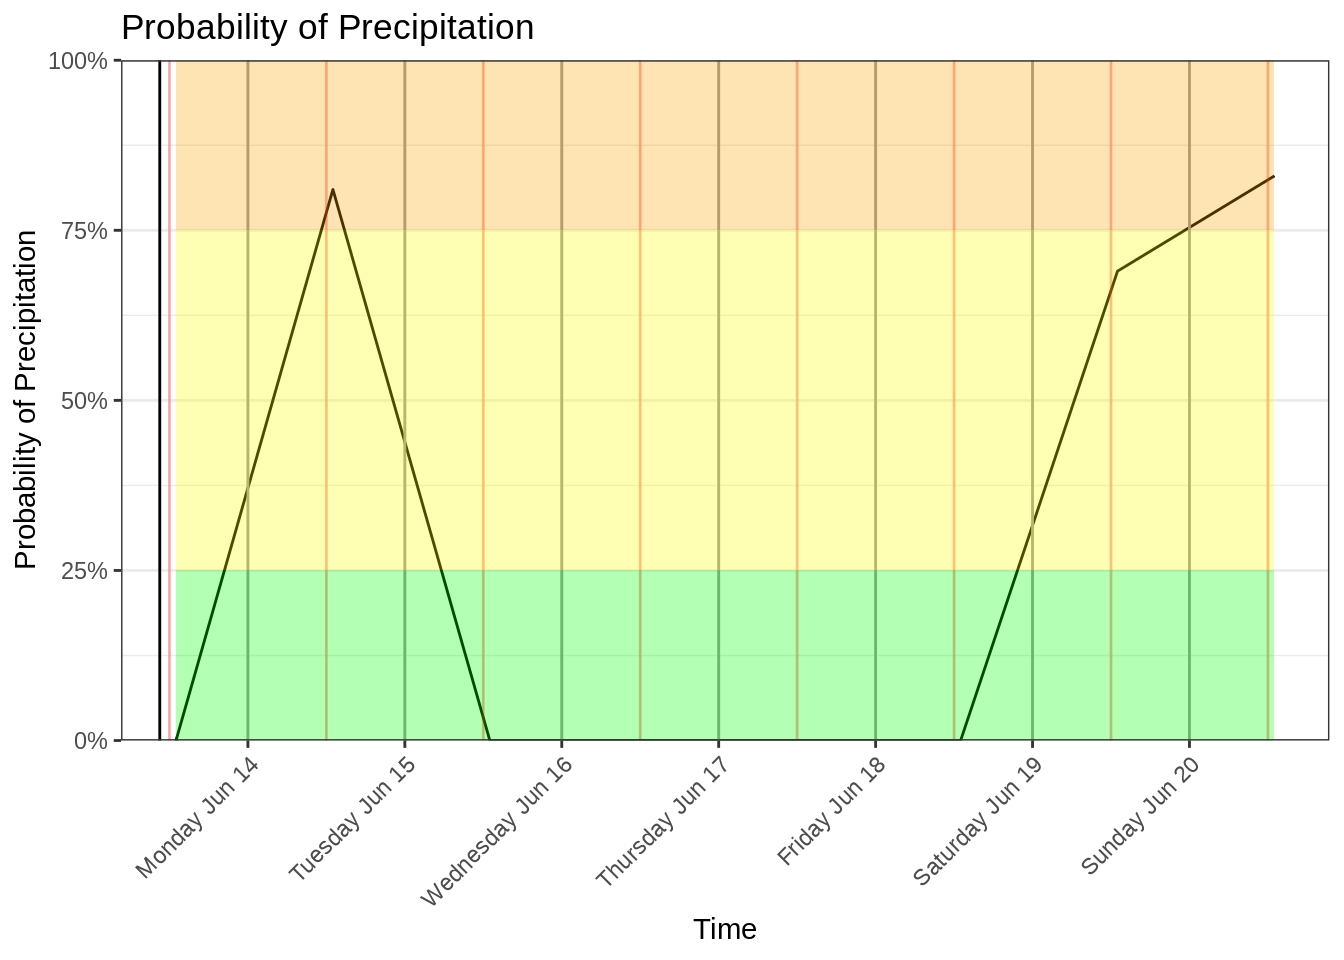 Probability of Precipitation
Probability of Precipitation
100%
75%
50%
25%
0%
Monday Jun 14
Tuesday Jun 15
Wednesday Jun 16
Thursday Jun 17
Friday Jun 18
Saturday Jun 19
Sunday Jun 20
Time